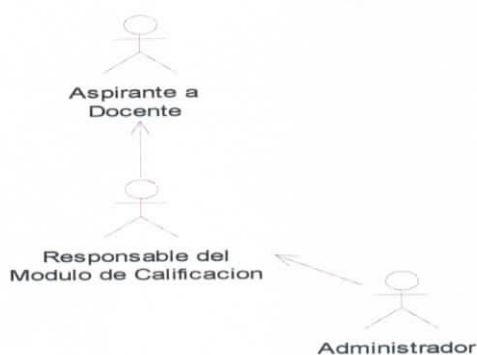 Aspirante a
Docente
Responsable del
Modulo de Calificacion
Administrador